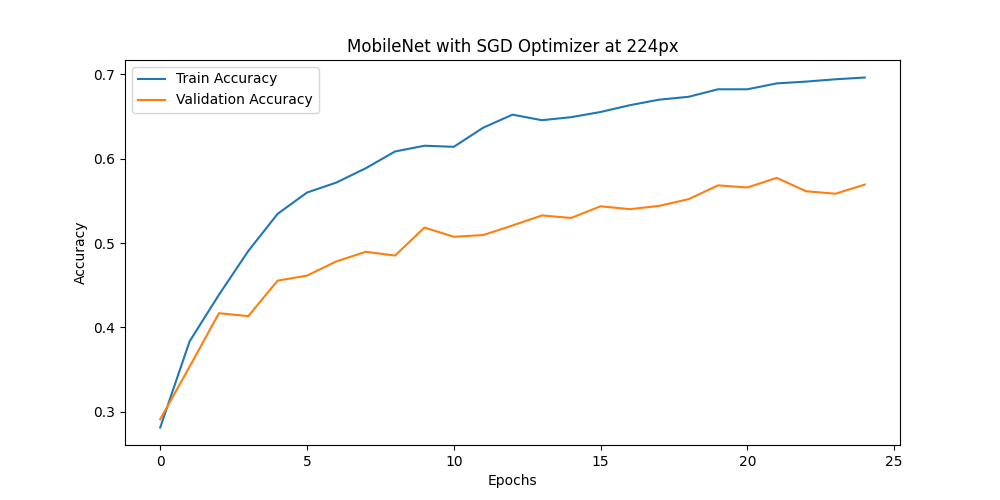 MobileNet with SGD Optimizer at 224px
Train Accuracy
Validation Accuracy
0.7
0.6
0.5
0.4
0.3
Accuracy
0 5 10 15 20 25
Epochs